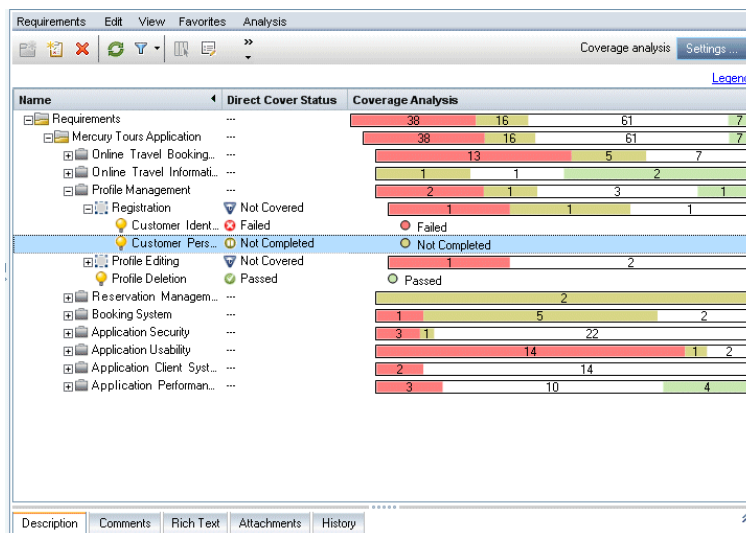 Requirements Edit View Favorites Analysis
» Coverage analysis Settings ...
Legend
Name Direct Cover Status Coverage Analysis
Requirements --- 38 16 61 7
Mercury Tours Application --- 38 16 61 7
Online Travel Booking... --- 13 5 7
Online Travel Informati... --- 1 1 2
Profile Management --- 2 1 3 1
Registration Not Covered 1 1 1
Customer Ident... Failed Failed
Customer Pers... Not Completed Not Completed
Profile Editing Not Covered 1 2
Profile Deletion Passed Passed
Reservation Managem... --- 2
Booking System --- 1 5 2
Application Security --- 3 1 22
Application Usability --- 14 1 2
Application Client Syst... --- 2 14
Application Performan... --- 3 10 4
Description Comments Rich Text Attachments History